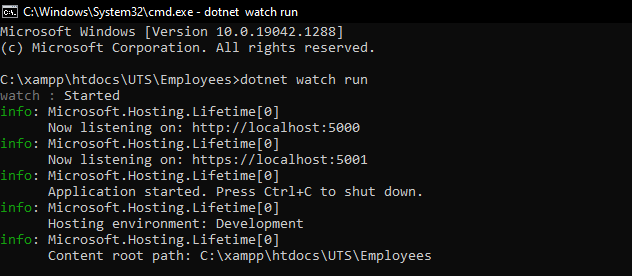 C:\Windows\System32\cmd.exe - dotnet watch run
Microsoft Windows [Version 10.0.19042.1288]
(c) Microsoft Corporation. All rights reserved.
C:\xampp\htdocs\UTS\Employees>dotnet watch run
watch : Started
info: Microsoft.Hosting.Lifetime[0]
Now listening on: http://localhost:5000
info: Microsoft.Hosting.Lifetime[0]
Now listening on: https://localhost:5001
info: Microsoft.Hosting.Lifetime[0]
Application started. Press Ctrl+C to shut down.
info: Microsoft.Hosting.Lifetime[0]
Hosting environment: Development
info: Microsoft.Hosting.Lifetime[0]
Content root path: C:\xampp\htdocs\UTS\Employees